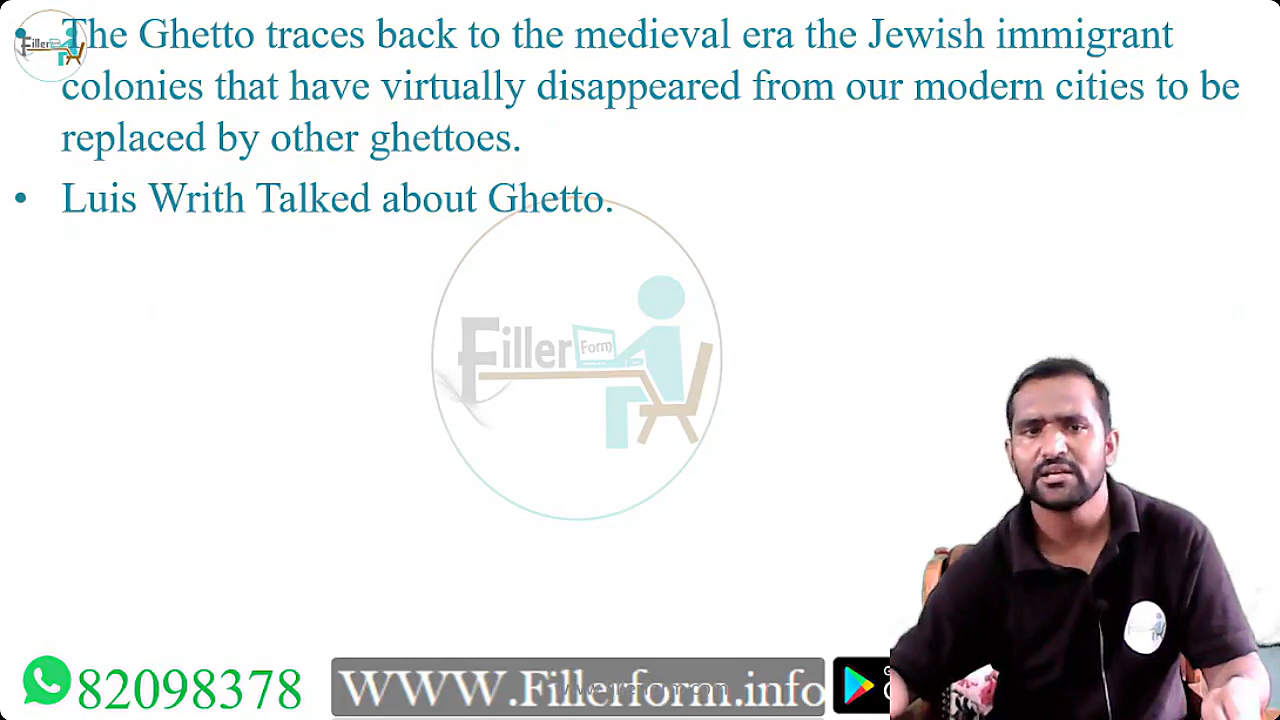 The Ghetto traces back to the medieval era the Jewish immigrant
colonies that have virtually disappeared from our modern cities to be
replaced by other ghettoes.
• Luis Writh Talked about Ghetto.
Filler Form
82098378
WWW.Fillerform.info